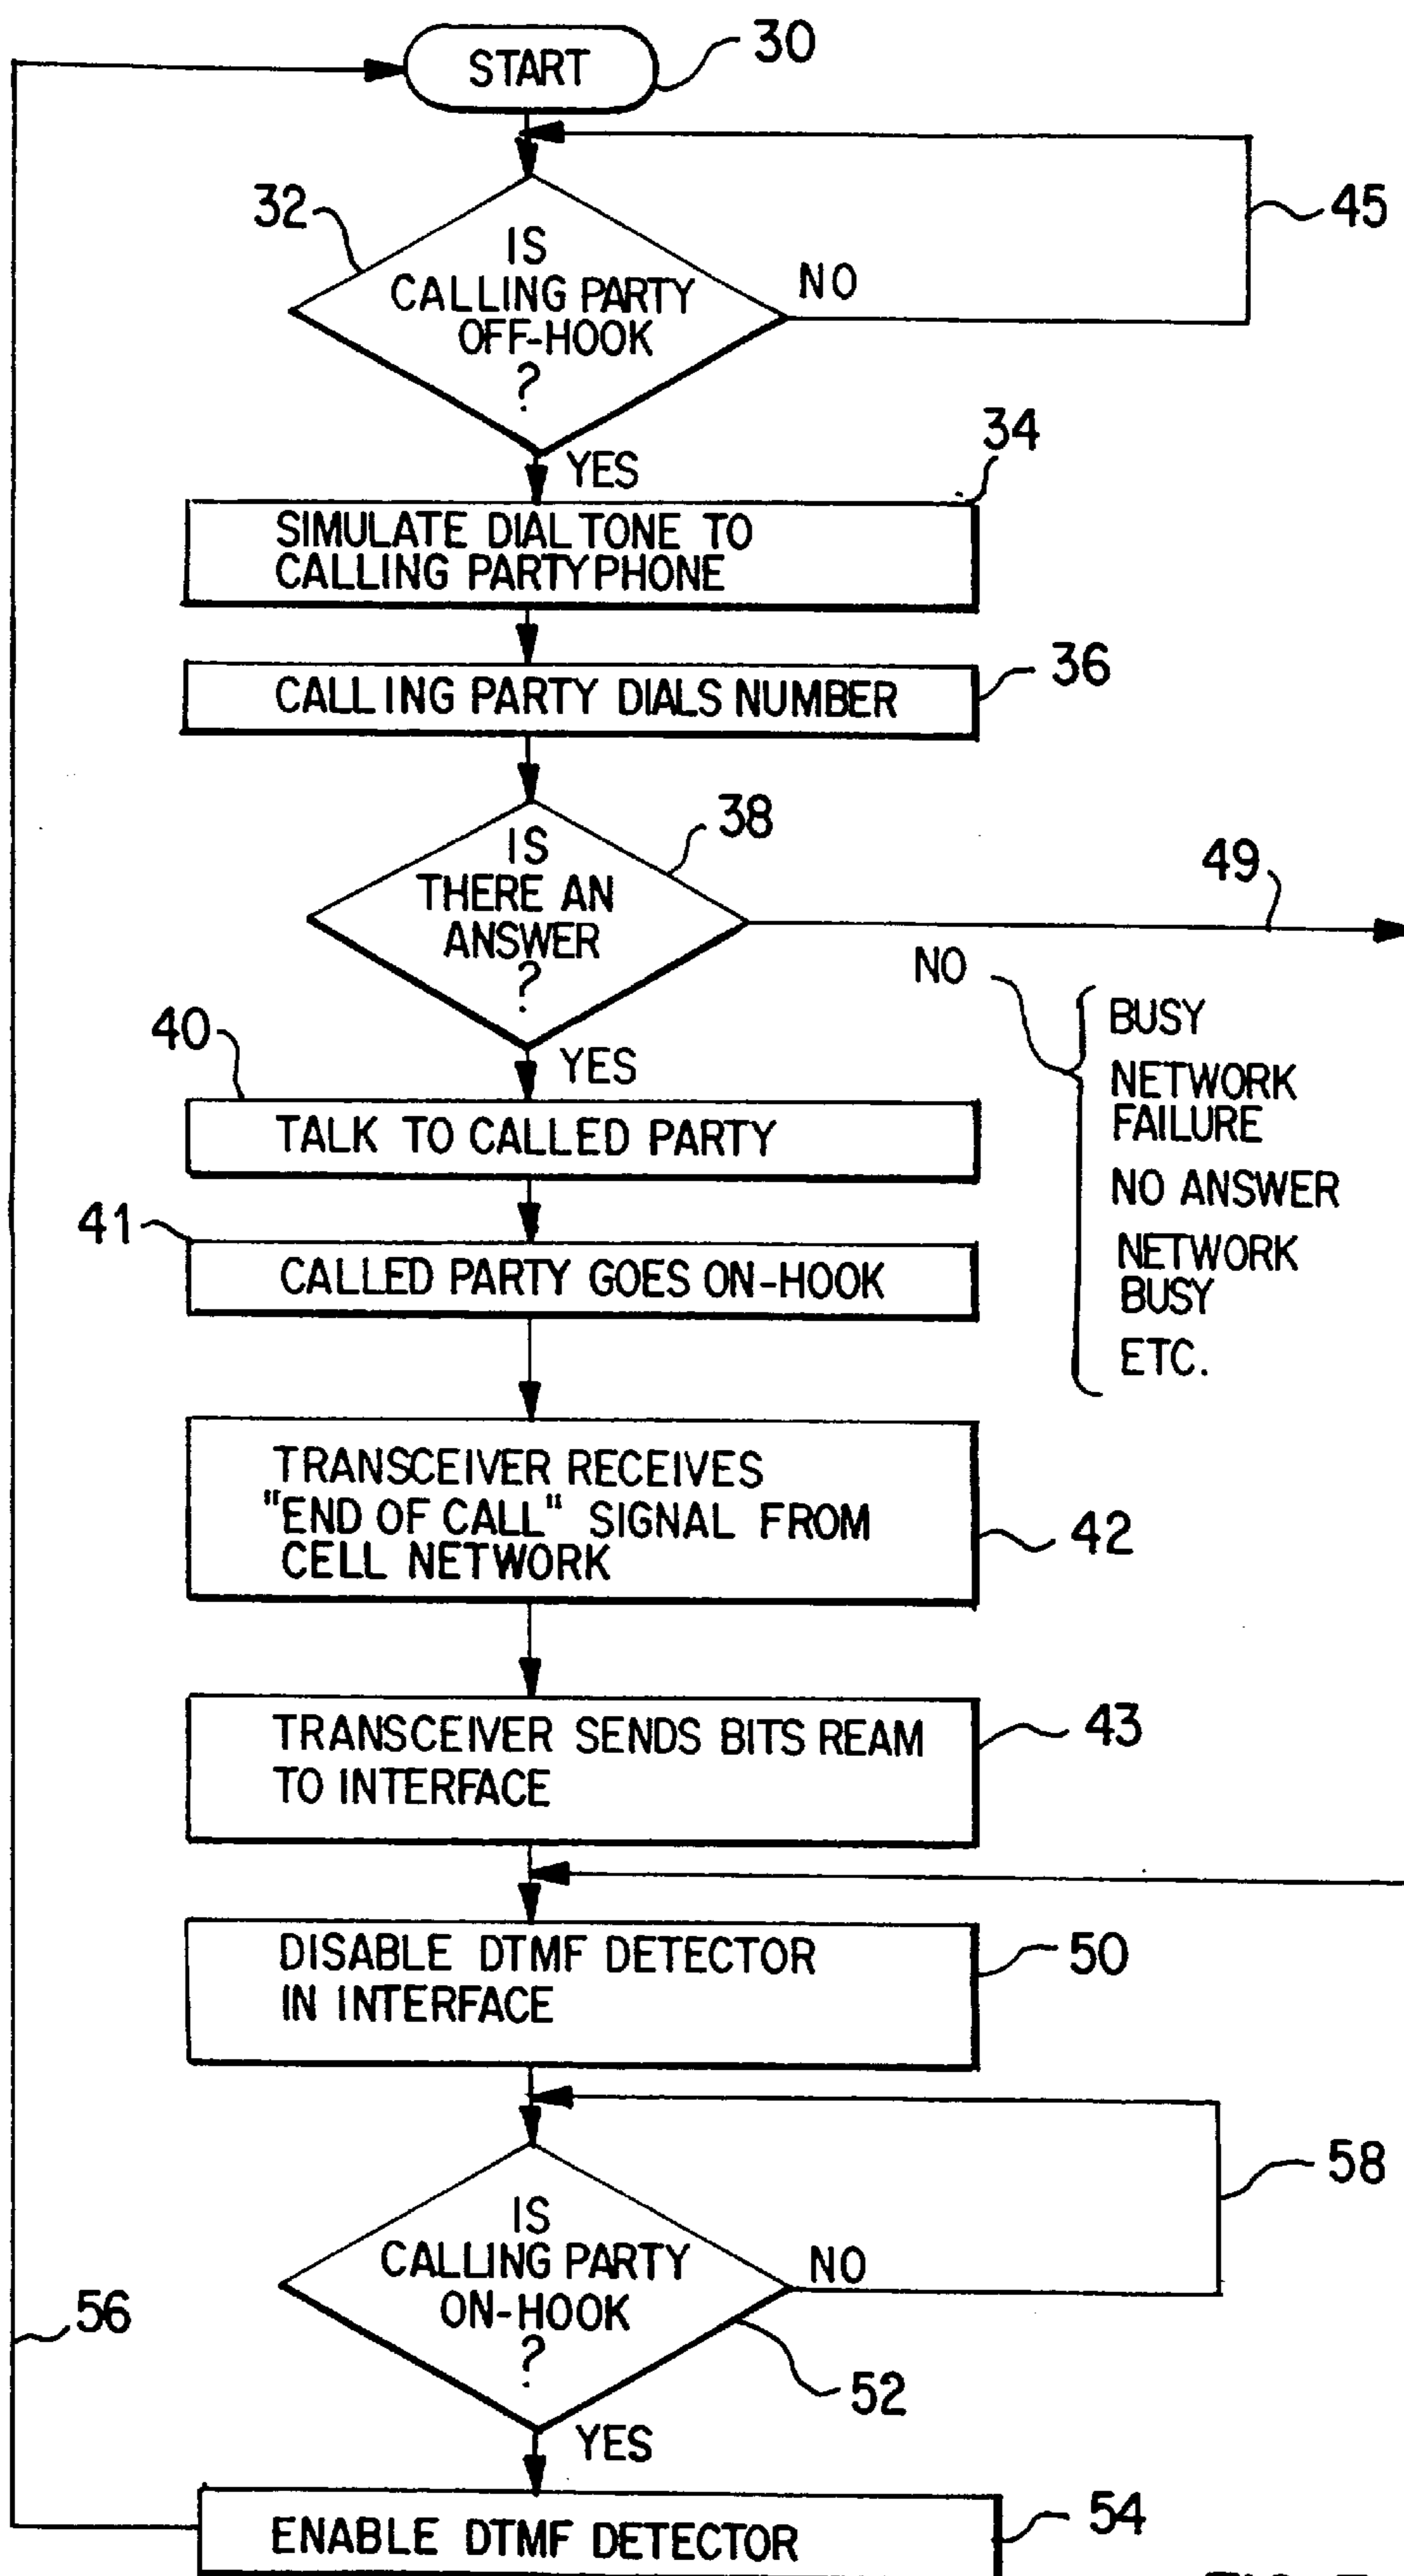 START
30
45
32
IS
CALLING PARTY
OFF-HOOK
?
NO
YES
34
SIMULATE DIAL TONE TO
CALLING PARTY PHONE
CALLING PARTY DIALS NUMBER
36
38
IS
THERE AN
ANSWER
?
49
NO
BUSY
NETWORK
FAILURE
NO ANSWER
NETWORK
BUSY
ETC.
YES
40
TALK TO CALLED PARTY
41
CALLED PARTY GOES ON-HOOK
TRANSCEIVER RECEIVES
"END OF CALL" SIGNAL FROM
CELL NETWORK
42
TRANSCEIVER SENDS BITS REAM
TO INTERFACE
43
DISABLE DTMF DETECTOR
IN INTERFACE
50
58
IS
CALLING PARTY
ON-HOOK
?
NO
52
56
YES
ENABLE DTMF DETECTOR
54